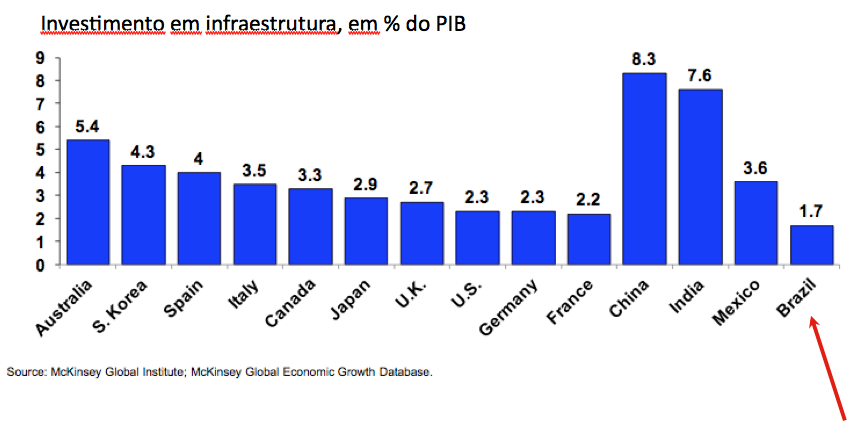 Investimento em infraestrutura, em % do PIB
9
8
7
6
5
4
3
2
1
0
5.4
4.3
4
3.5
3.3
2.9
2.7
2.3
2.3
2.2
8.3
7.6
3.6
1.7
Australia
S. Korea
Spain
Italy
Canada
Japan
U.K.
U.S.
Germany
France
China
India
Mexico
Brazil
Source: McKinsey Global Institute; McKinsey Global Economic Growth Database.